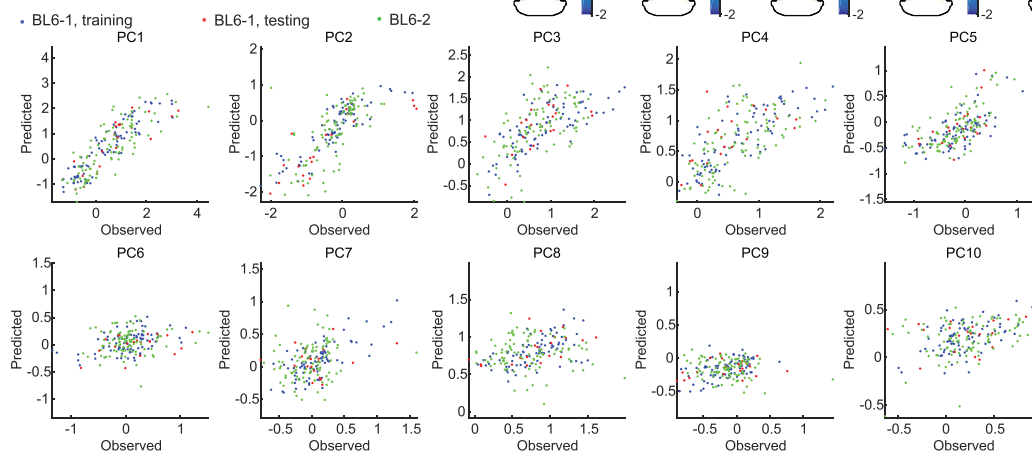 -2 -2 -2 -2
BL6-1, training BL6-1, testing BL6-2
PC1 PC2 PC3 PC4 PC5
4 3 2 1 0 -1
2 1 0 -1 -2
2.5 2 1.5 1 0.5 0 -0.5
2 1.5 1 0.5 0
1 0.5 0 -0.5 -1 -1.5
Predicted Predicted Predicted Predicted Predicted
0 2 4 -2 0 2 0 1 2 0 1 2 -1 0 1
Observed Observed Observed Observed Observed
PC6 PC7 PC8 PC9 PC10
1.5 1 0.5 0 -0.5 -1
1.5 1 0.5 0 -0.5
1.5 1 0.5 0
1 0.5 0 -0.5
0.5 0 -0.5
Predicted Predicted Predicted Predicted Predicted
-1 0 1 -0.5 0 0.5 1 1.5 0 0.5 1 1.5 -0.5 0 0.5 1 -0.5 0 0.5
Observed Observed Observed Observed Observed